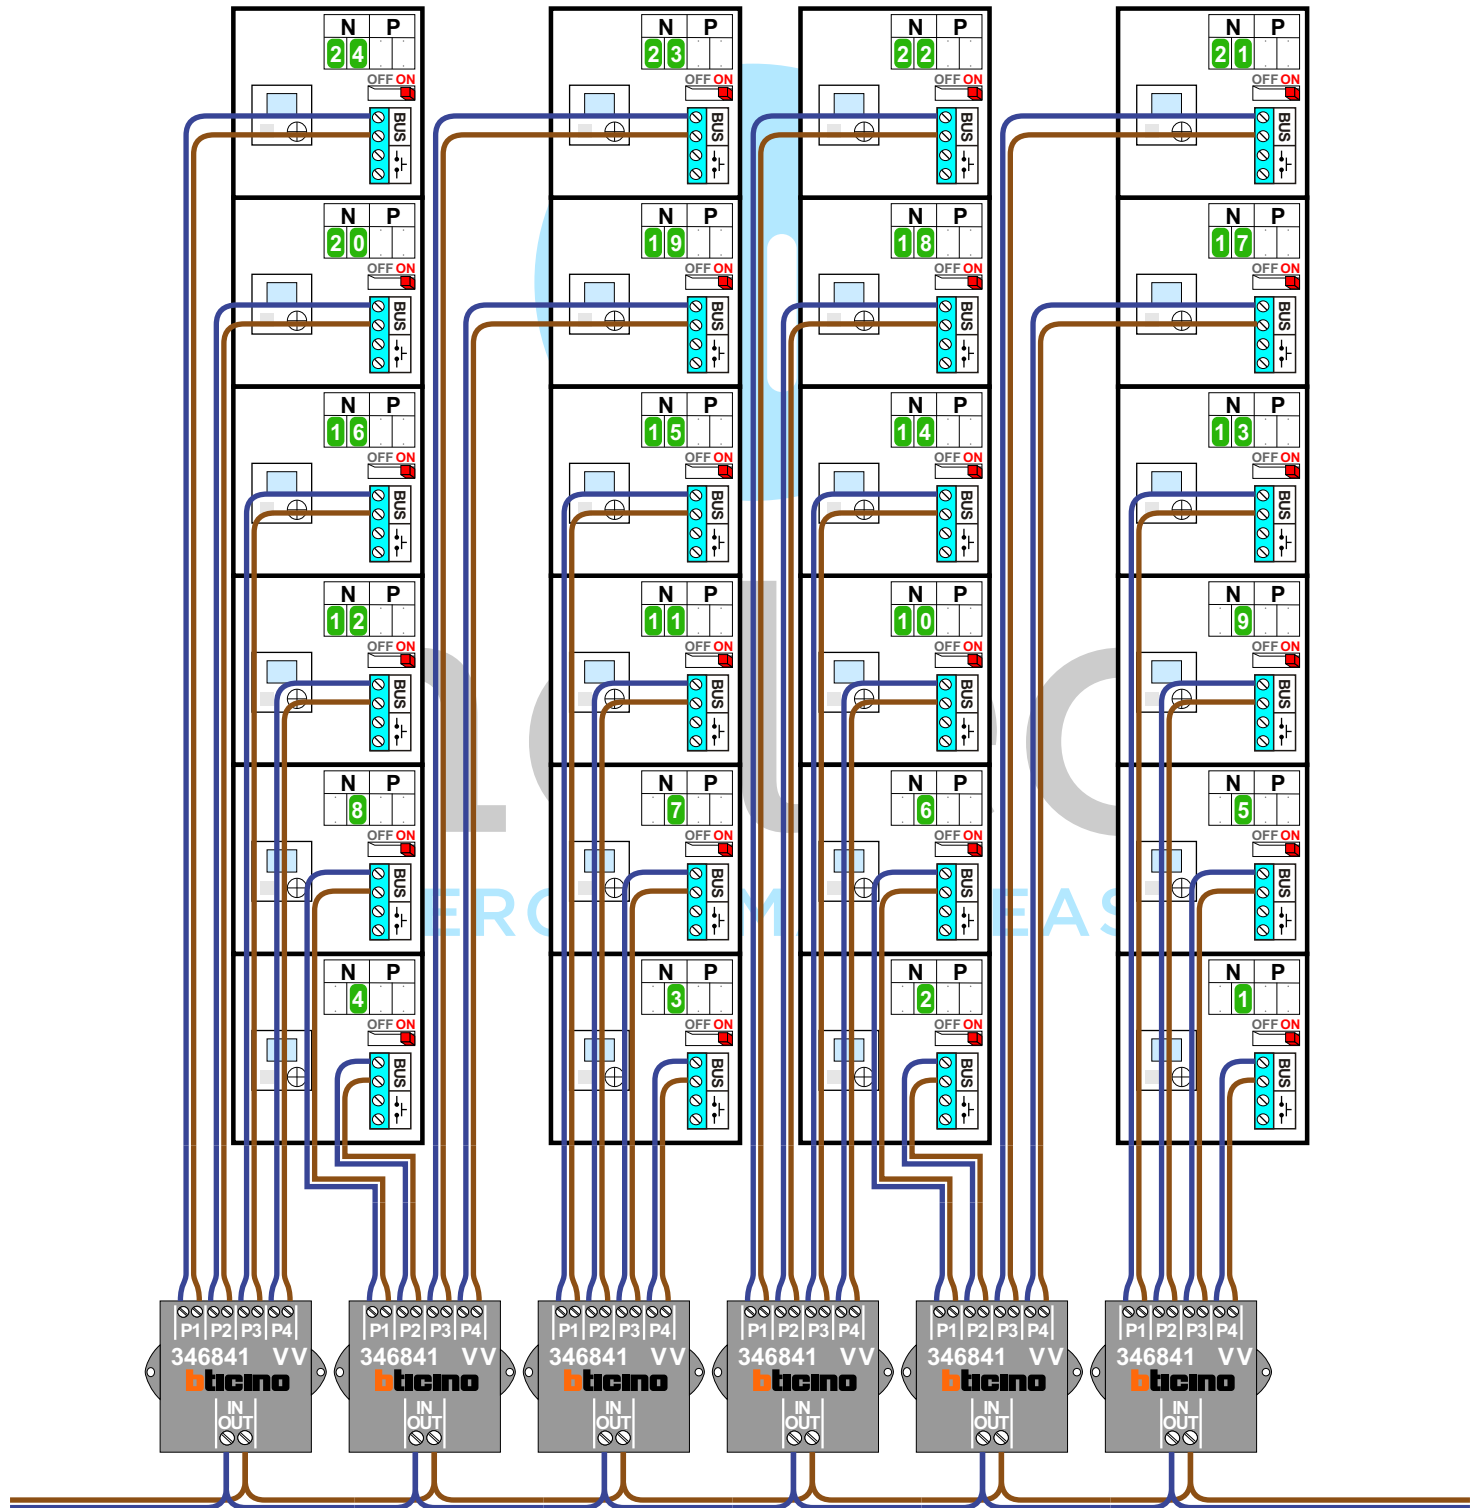 N P N P N P N P
24 23 22 21
OFF ON OFF ON OFF ON OFF ON
BUS BUS BUS BUS
N P N P N P N P
20 19 18 17
OFF ON OFF ON OFF ON OFF ON
BUS BUS BUS BUS
N P N P N P N P
16 15 14 13
OFF ON OFF ON OFF ON OFF ON
BUS BUS BUS BUS
N P N P N P N P
12 11 10 9
OFF ON OFF ON OFF ON OFF ON
BUS BUS BUS BUS
N P N P N P N P
8 7 6 5
OFF ON OFF ON OFF ON OFF ON
BUS BUS BUS BUS
N P N P N P N P
4 3 2 1
OFF ON OFF ON OFF ON OFF ON
BUS BUS BUS BUS
P1 P2 P3 P4 P1 P2 P3 P4 P1 P2 P3 P4 P1 P2 P3 P4 P1 P2 P3 P4 P1 P2 P3 P4
346841 VV 346841 VV 346841 VV 346841 VV 346841 VV 346841 VV
bticino bticino bticino bticino bticino bticino
IN IN IN IN IN IN
OUT OUT OUT OUT OUT OUT